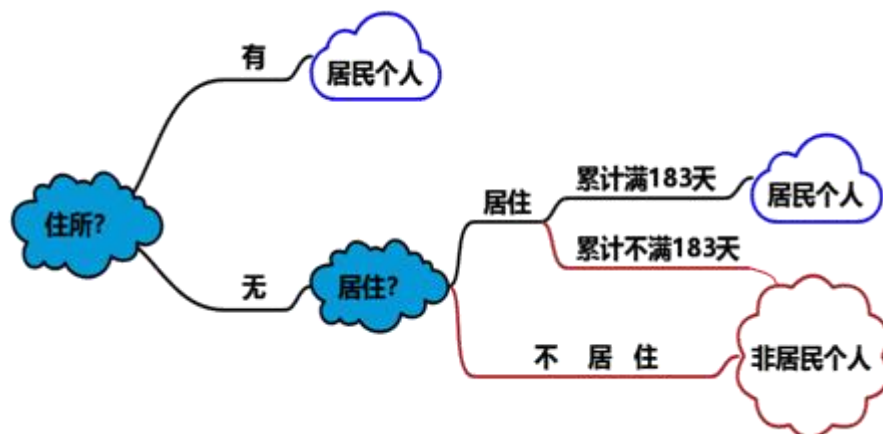 有
居民个人
住所?
无
居住?
居住
累计满183天
居民个人
累计不满183天
不 居 住
非居民个人